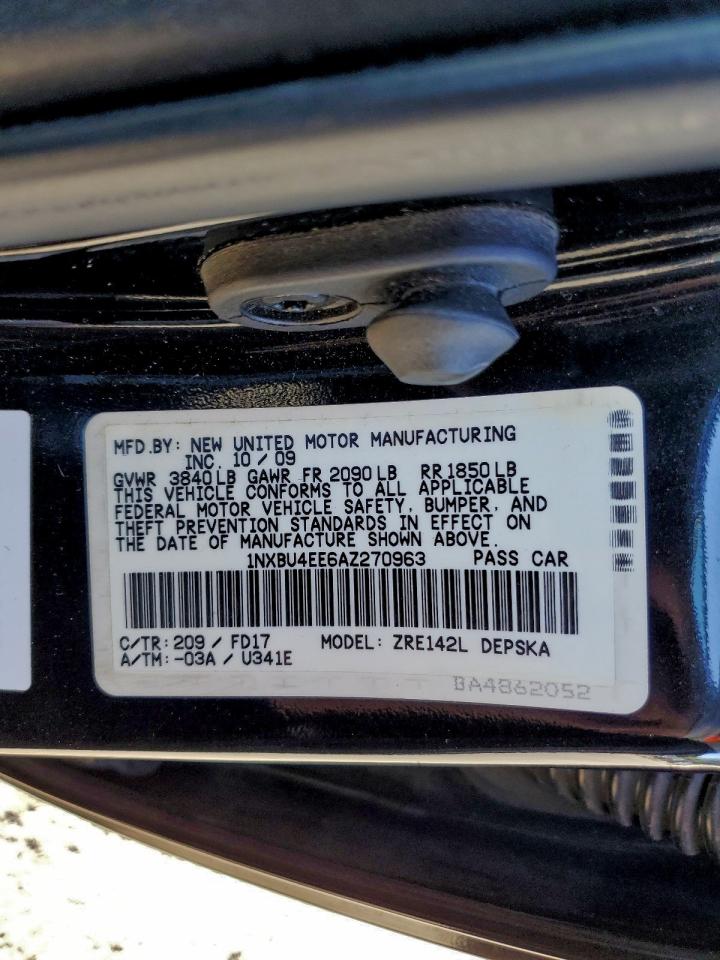 MFD.BY: NEW UNITED MOTOR MANUFACTURING
INC. 10 / 09
GVWR 3840 LB GAWR FR 2090 LB RR 1850 LB
THIS VEHICLE CONFORMS TO ALL APPLICABLE
FEDERAL MOTOR VEHICLE SAFETY, BUMPER, AND
THEFT PREVENTION STANDARDS IN EFFECT ON
THE DATE OF MANUFACTURE SHOWN ABOVE.
1NXBU4EE6AZ270963 PASS CAR
C/TR: 209 / FD17 MODEL: ZRE142L DEPSKA
A/TM: -03A / U341E
BA4862052